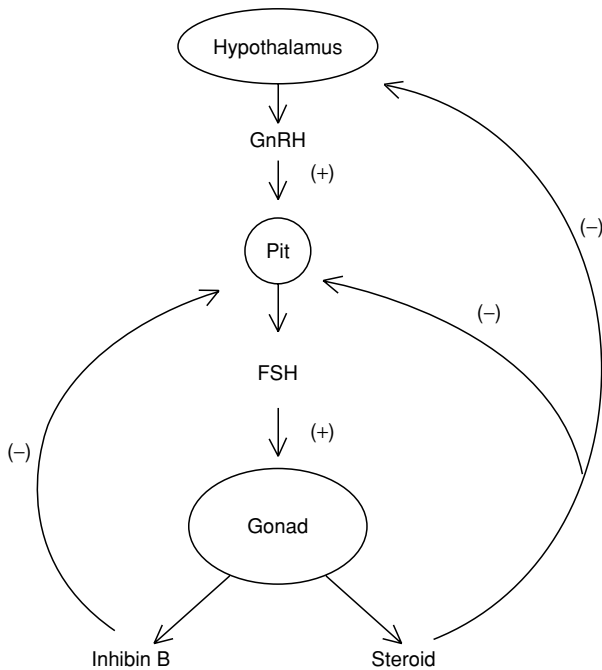 Hypothalamus
GnRH
(+)
(−)
Pit
(−)
FSH
(+)
(−)
Gonad
Inhibin B
Steroid